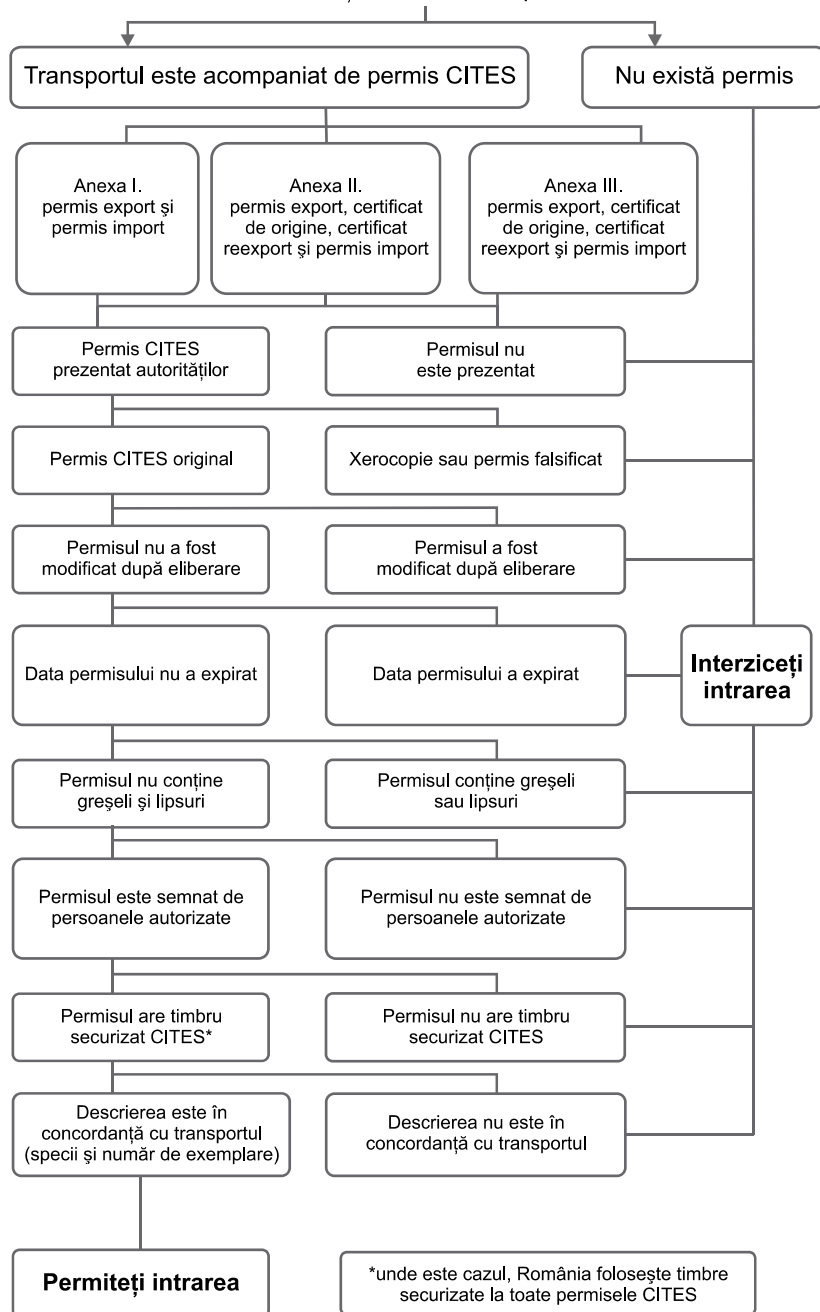 Transportul este acompaniat de permis CITES
Nu există permis
Anexa I.
permis export şi
permis import
Anexa II.
permis export, certificat
de origine, certificat
reexport şi permis import
Anexa III.
permis export, certificat
de origine, certificat
reexport şi permis import
Permis CITES
prezentat autorităților
Permisul nu
este prezentat
Permis CITES original
Xerocopie sau permis falsificat
Permisul nu a fost
modificat după eliberare
Permisul a fost
modificat după eliberare
Data permisului nu a expirat
Data permisului a expirat
Interziceți
intrarea
Permisul nu conține
greşeli şi lipsuri
Permisul conține greşeli
sau lipsuri
Permisul este semnat de
persoanele autorizate
Permisul nu este semnat de
persoanele autorizate
Permisul are timbru
securizat CITES*
Permisul nu are timbru
securizat CITES
Descrierea este în
concordanță cu transportul
(specii şi număr de exemplare)
Descrierea nu este în
concordanță cu transportul
Permiteți intrarea
*unde este cazul, România foloseşte timbre
securizate la toate permisele CITES